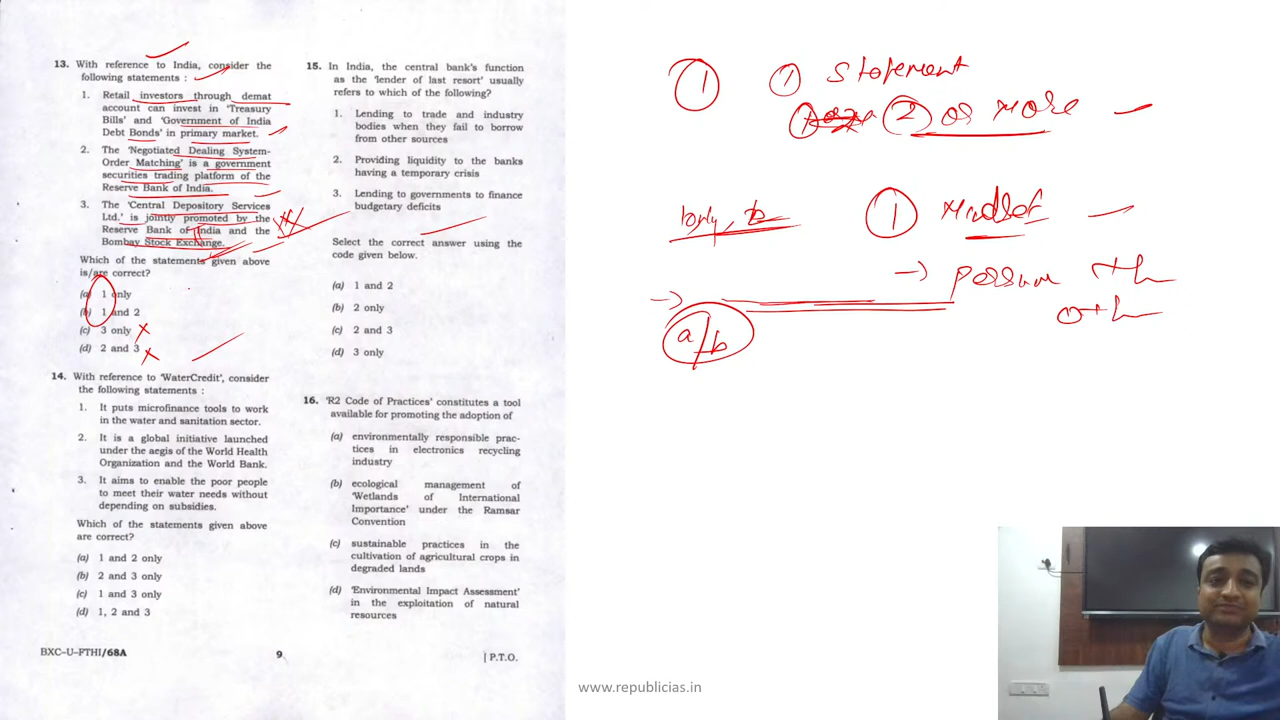 13. With reference to India, consider the
following statements :
1. Retail investors through demat
account can invest in 'Treasury
Bills' and 'Government of India
Debt Bonds' in primary market.
2. The 'Negotiated Dealing System-
Order Matching' is a government
securities trading platform of the
Reserve Bank of India.
3. The 'Central Depository Services
Ltd.' is jointly promoted by the
Reserve Bank of India and the
Bombay Stock Exchange.
Which of the statements given above
is/are correct?
(a) 1 only
(b) 1 and 2
(c) 3 only
(d) 2 and 3
14. With reference to 'WaterCredit', consider
the following statements :
1. It puts microfinance tools to work
in the water and sanitation sector.
2. It is a global initiative launched
under the aegis of the World Health
Organization and the World Bank.
3. It aims to enable the poor people
to meet their water needs without
depending on subsidies.
Which of the statements given above
are correct?
(a) 1 and 2 only
(b) 2 and 3 only
(c) 1 and 3 only
(d) 1, 2 and 3
BXC-U-FTHI/68A
9
15. In India, the central bank's function
as the 'lender of last resort' usually
refers to which of the following?
1. Lending to trade and industry
bodies when they fail to borrow
from other sources
2. Providing liquidity to the banks
having a temporary crisis
3. Lending to governments to finance
budgetary deficits
Select the correct answer using the
code given below.
(a) 1 and 2
(b) 2 only
(c) 2 and 3
(d) 3 only
16. 'R2 Code of Practices' constitutes a tool
available for promoting the adoption of
(a) environmentally responsible prac-
tices in electronics recycling
industry
(b) ecological management of
'Wetlands of International
Importance' under the Ramsar
Convention
(c) sustainable practices in the
cultivation of agricultural crops in
degraded lands
(d) 'Environmental Impact Assessment'
in the exploitation of natural
resources
[ P.T.O.
1 1 statement
2 or more
1
a/b
www.republicias.in